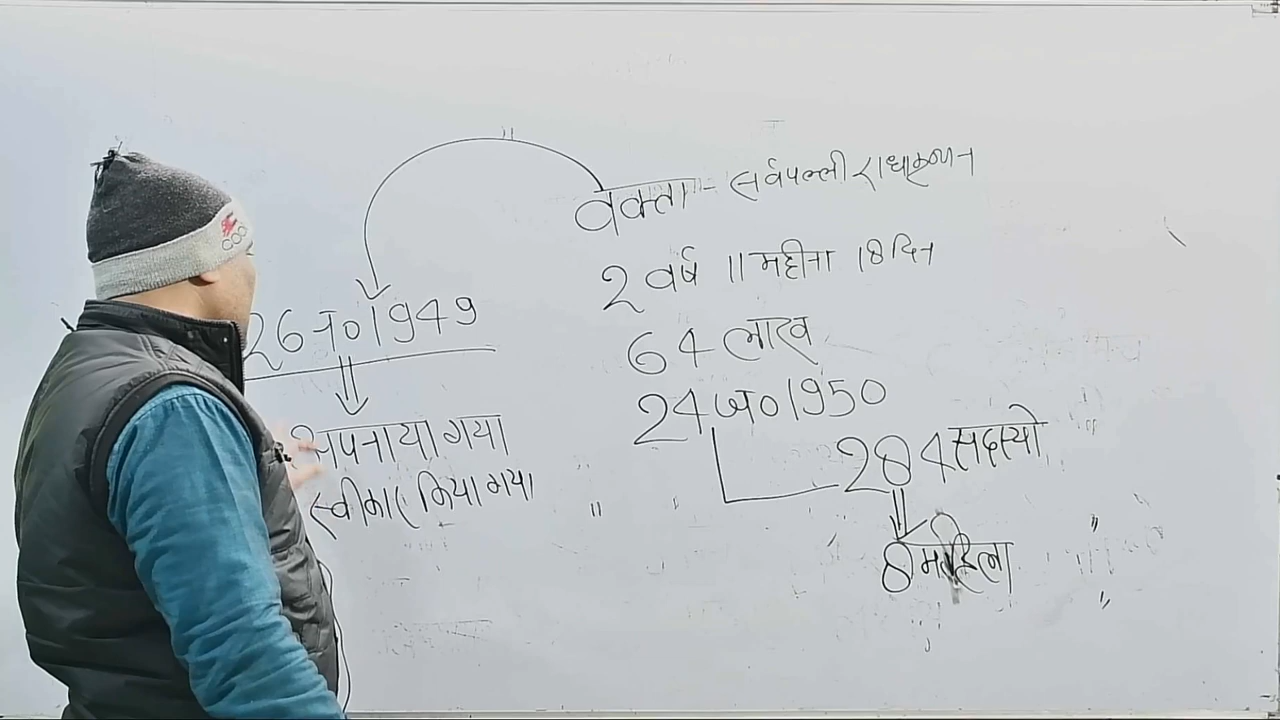 वक्ता - सर्वपल्ली राधाकृष्णन
2 वर्ष 11 महीना 18 दिन
26 न० 1949
64 लाख
24 ज० 1950
अपनाया गया
284 सदस्यो
स्वीकार किया गया
8 महिला